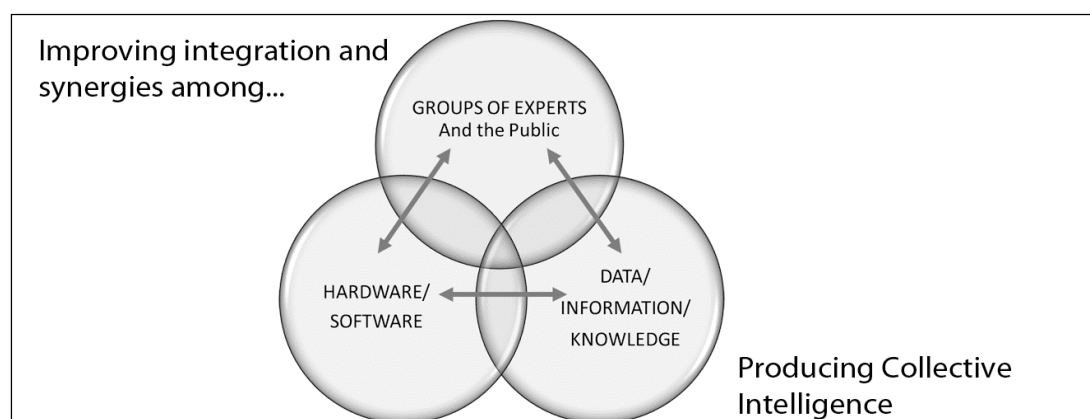 Improving integration and
synergies among...
GROUPS OF EXPERTS
And the Public
HARDWARE/
SOFTWARE
DATA/
INFORMATION/
KNOWLEDGE
Producing Collective
Intelligence